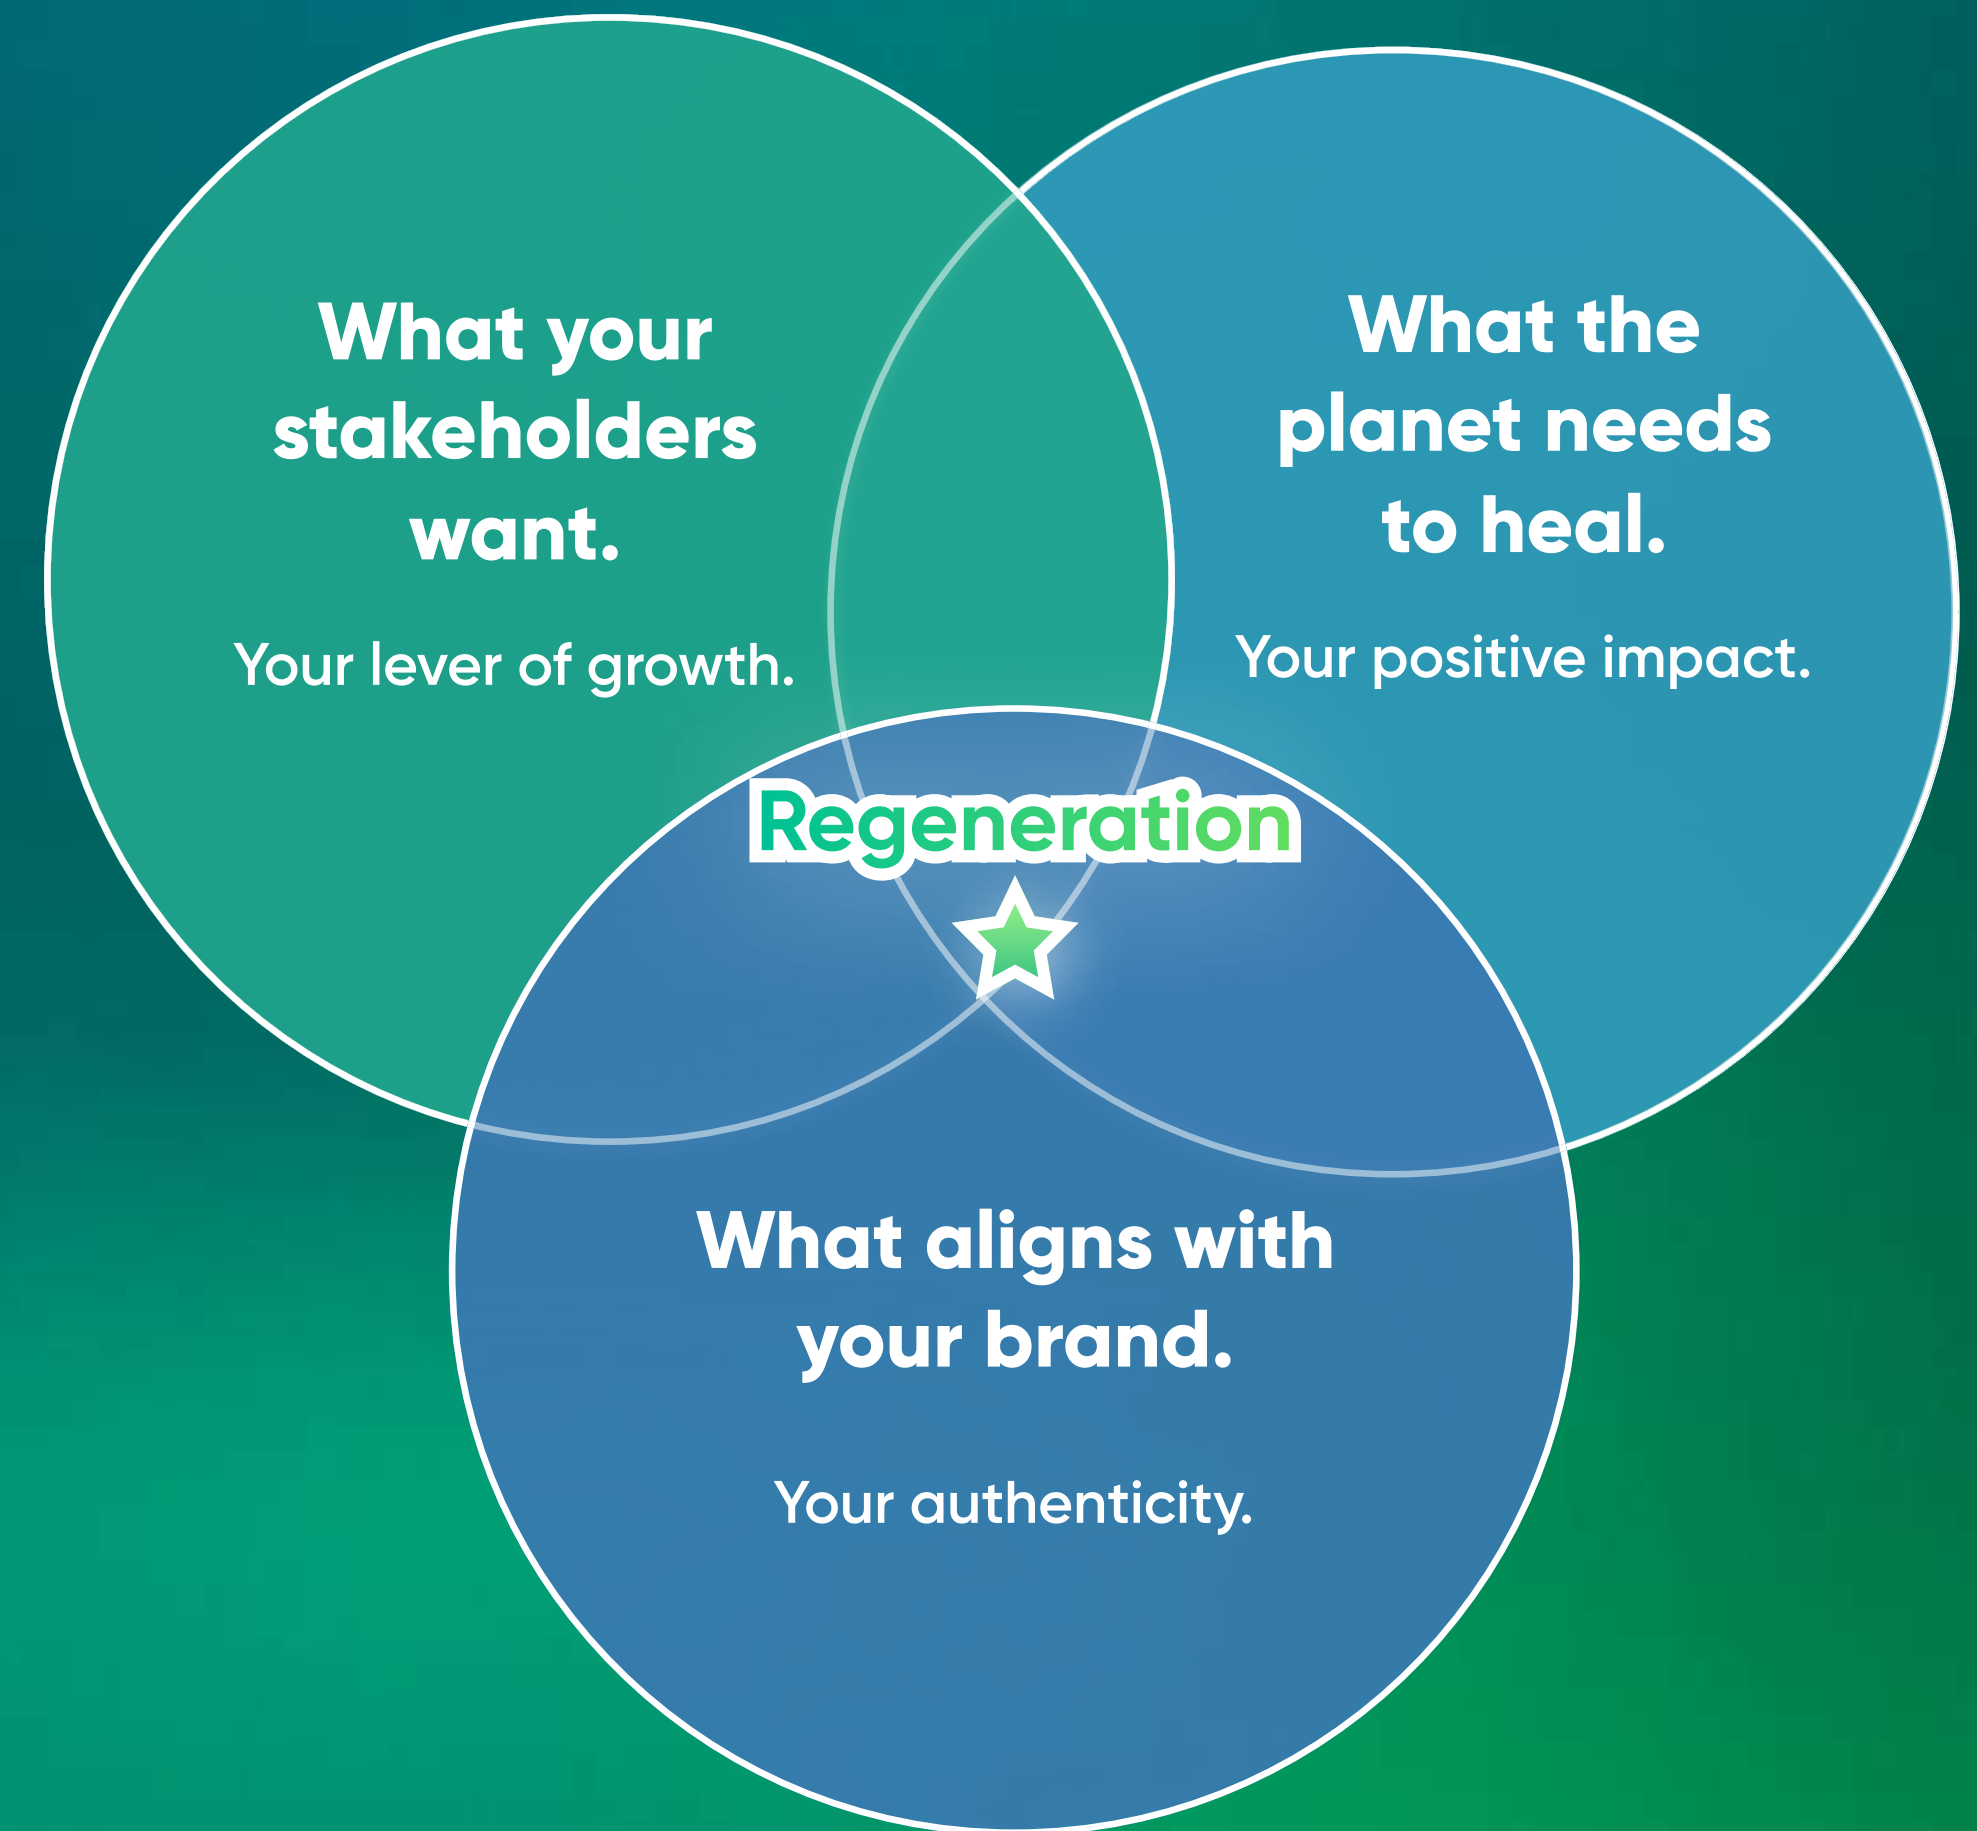 What your
stakeholders
want.
Your lever of growth.
What the
planet needs
to heal.
Your positive impact.
Regeneration
What aligns with
your brand.
Your authenticity.